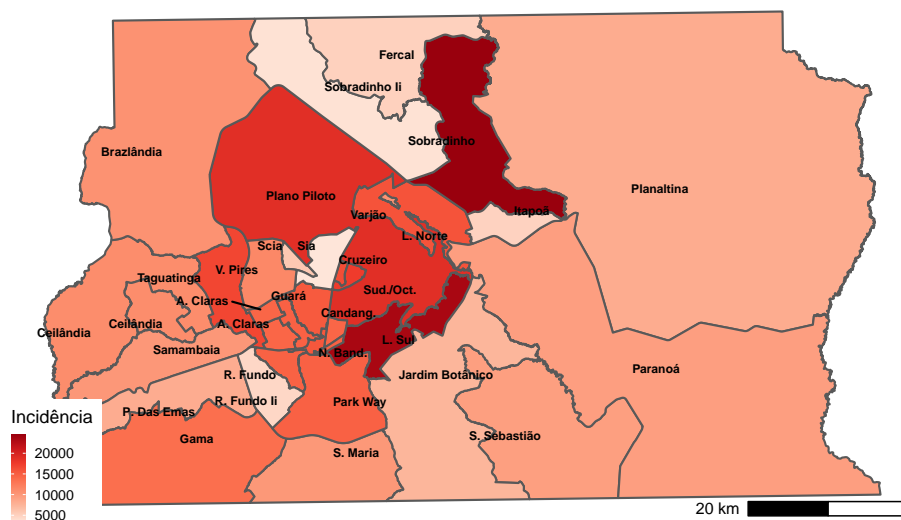 Fercal
Sobradinho Ii
Sobradinho
Brazlândia
Planaltina
Plano Piloto
Varjão
Itapoã
L. Norte
Scia
Sia
Cruzeiro
V. Pires
Taguatinga
Sud./Oct.
A. Claras
Guará
Candang.
Ceilândia
Ceilândia
A. Claras
L. Sul
Samambaia
N. Band.
R. Fundo
Jardim Botânico
Paranoá
R. Fundo Ii
Park Way
P. Das Emas
Gama
S. Sebastião
S. Maria
Incidência
20000
15000
10000
5000
20 km